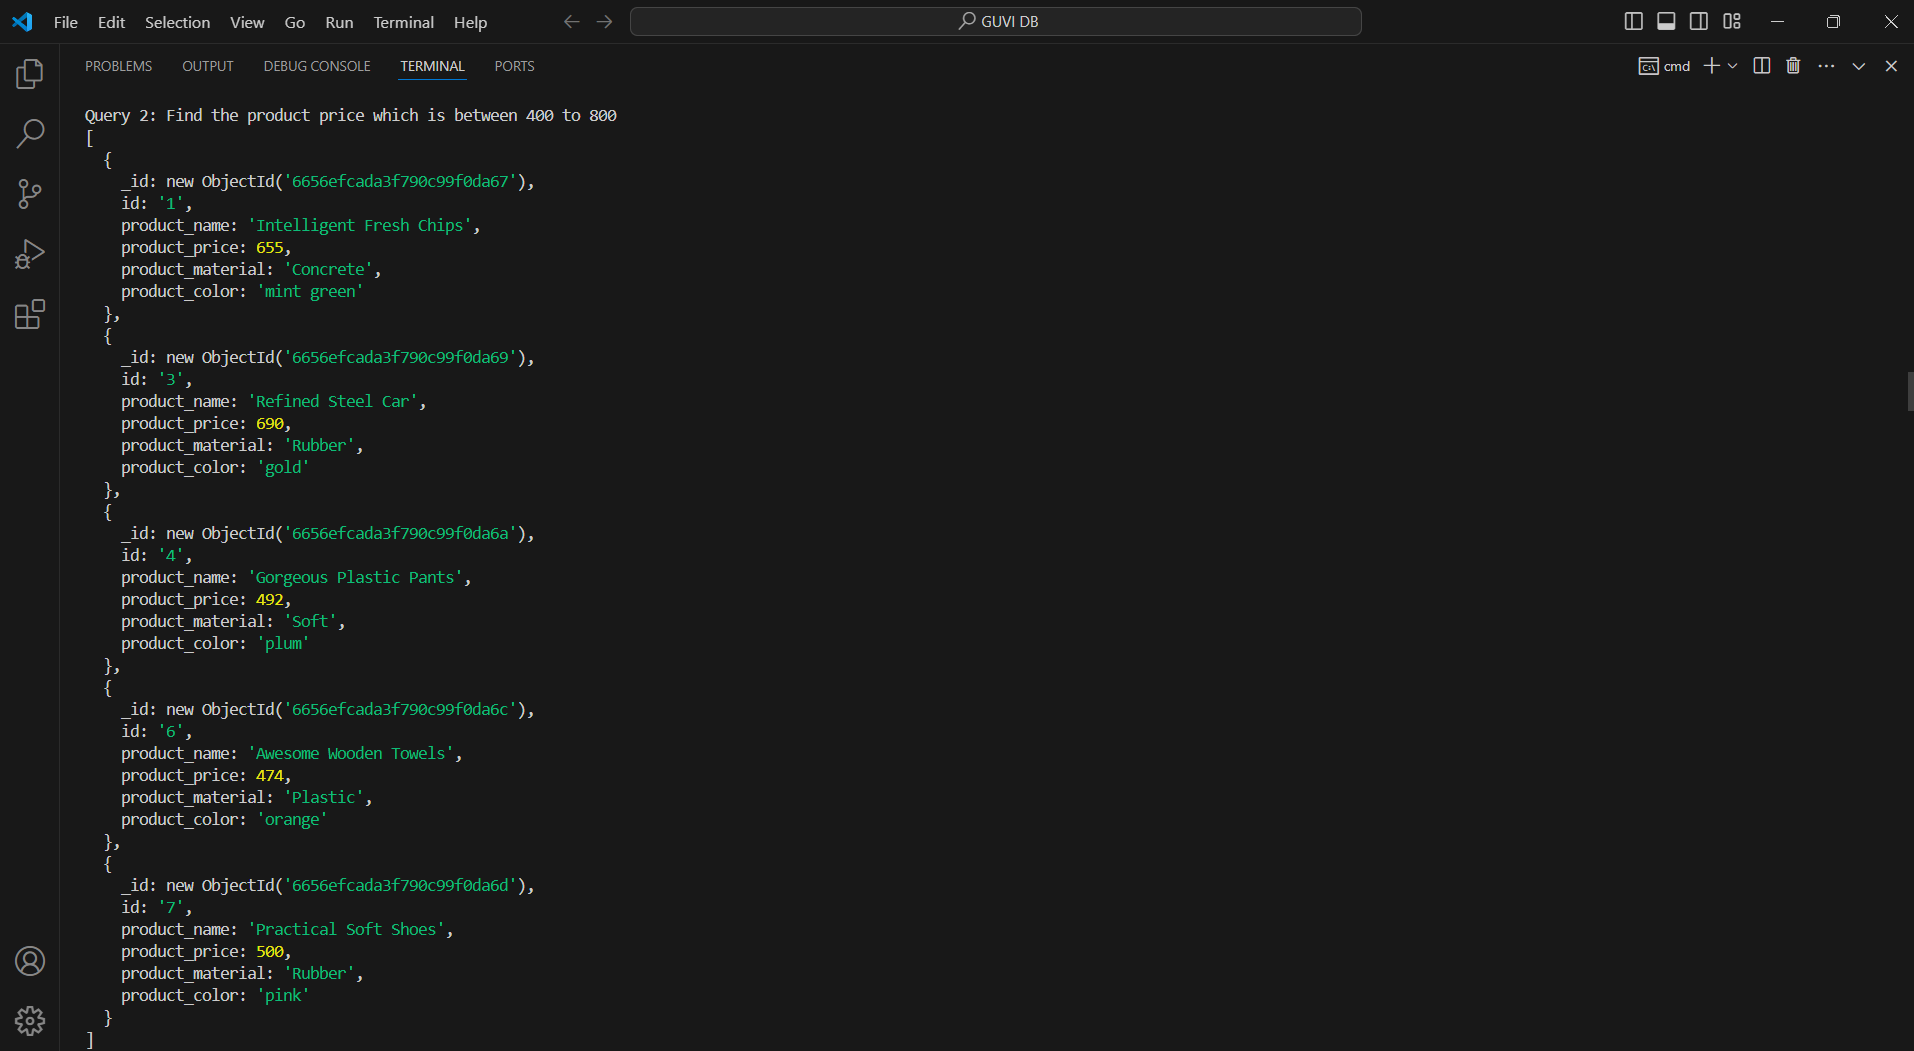 File Edit Selection View Go Run Terminal Help GUVI DB
PROBLEMS OUTPUT DEBUG CONSOLE TERMINAL PORTS cmd
Query 2: Find the product price which is between 400 to 800
[
  {
    _id: new ObjectId('6656efcada3f790c99f0da67'),
    id: '1',
    product_name: 'Intelligent Fresh Chips',
    product_price: 655,
    product_material: 'Concrete',
    product_color: 'mint green'
  },
  {
    _id: new ObjectId('6656efcada3f790c99f0da69'),
    id: '3',
    product_name: 'Refined Steel Car',
    product_price: 690,
    product_material: 'Rubber',
    product_color: 'gold'
  },
  {
    _id: new ObjectId('6656efcada3f790c99f0da6a'),
    id: '4',
    product_name: 'Gorgeous Plastic Pants',
    product_price: 492,
    product_material: 'Soft',
    product_color: 'plum'
  },
  {
    _id: new ObjectId('6656efcada3f790c99f0da6c'),
    id: '6',
    product_name: 'Awesome Wooden Towels',
    product_price: 474,
    product_material: 'Plastic',
    product_color: 'orange'
  },
  {
    _id: new ObjectId('6656efcada3f790c99f0da6d'),
    id: '7',
    product_name: 'Practical Soft Shoes',
    product_price: 500,
    product_material: 'Rubber',
    product_color: 'pink'
  }
]